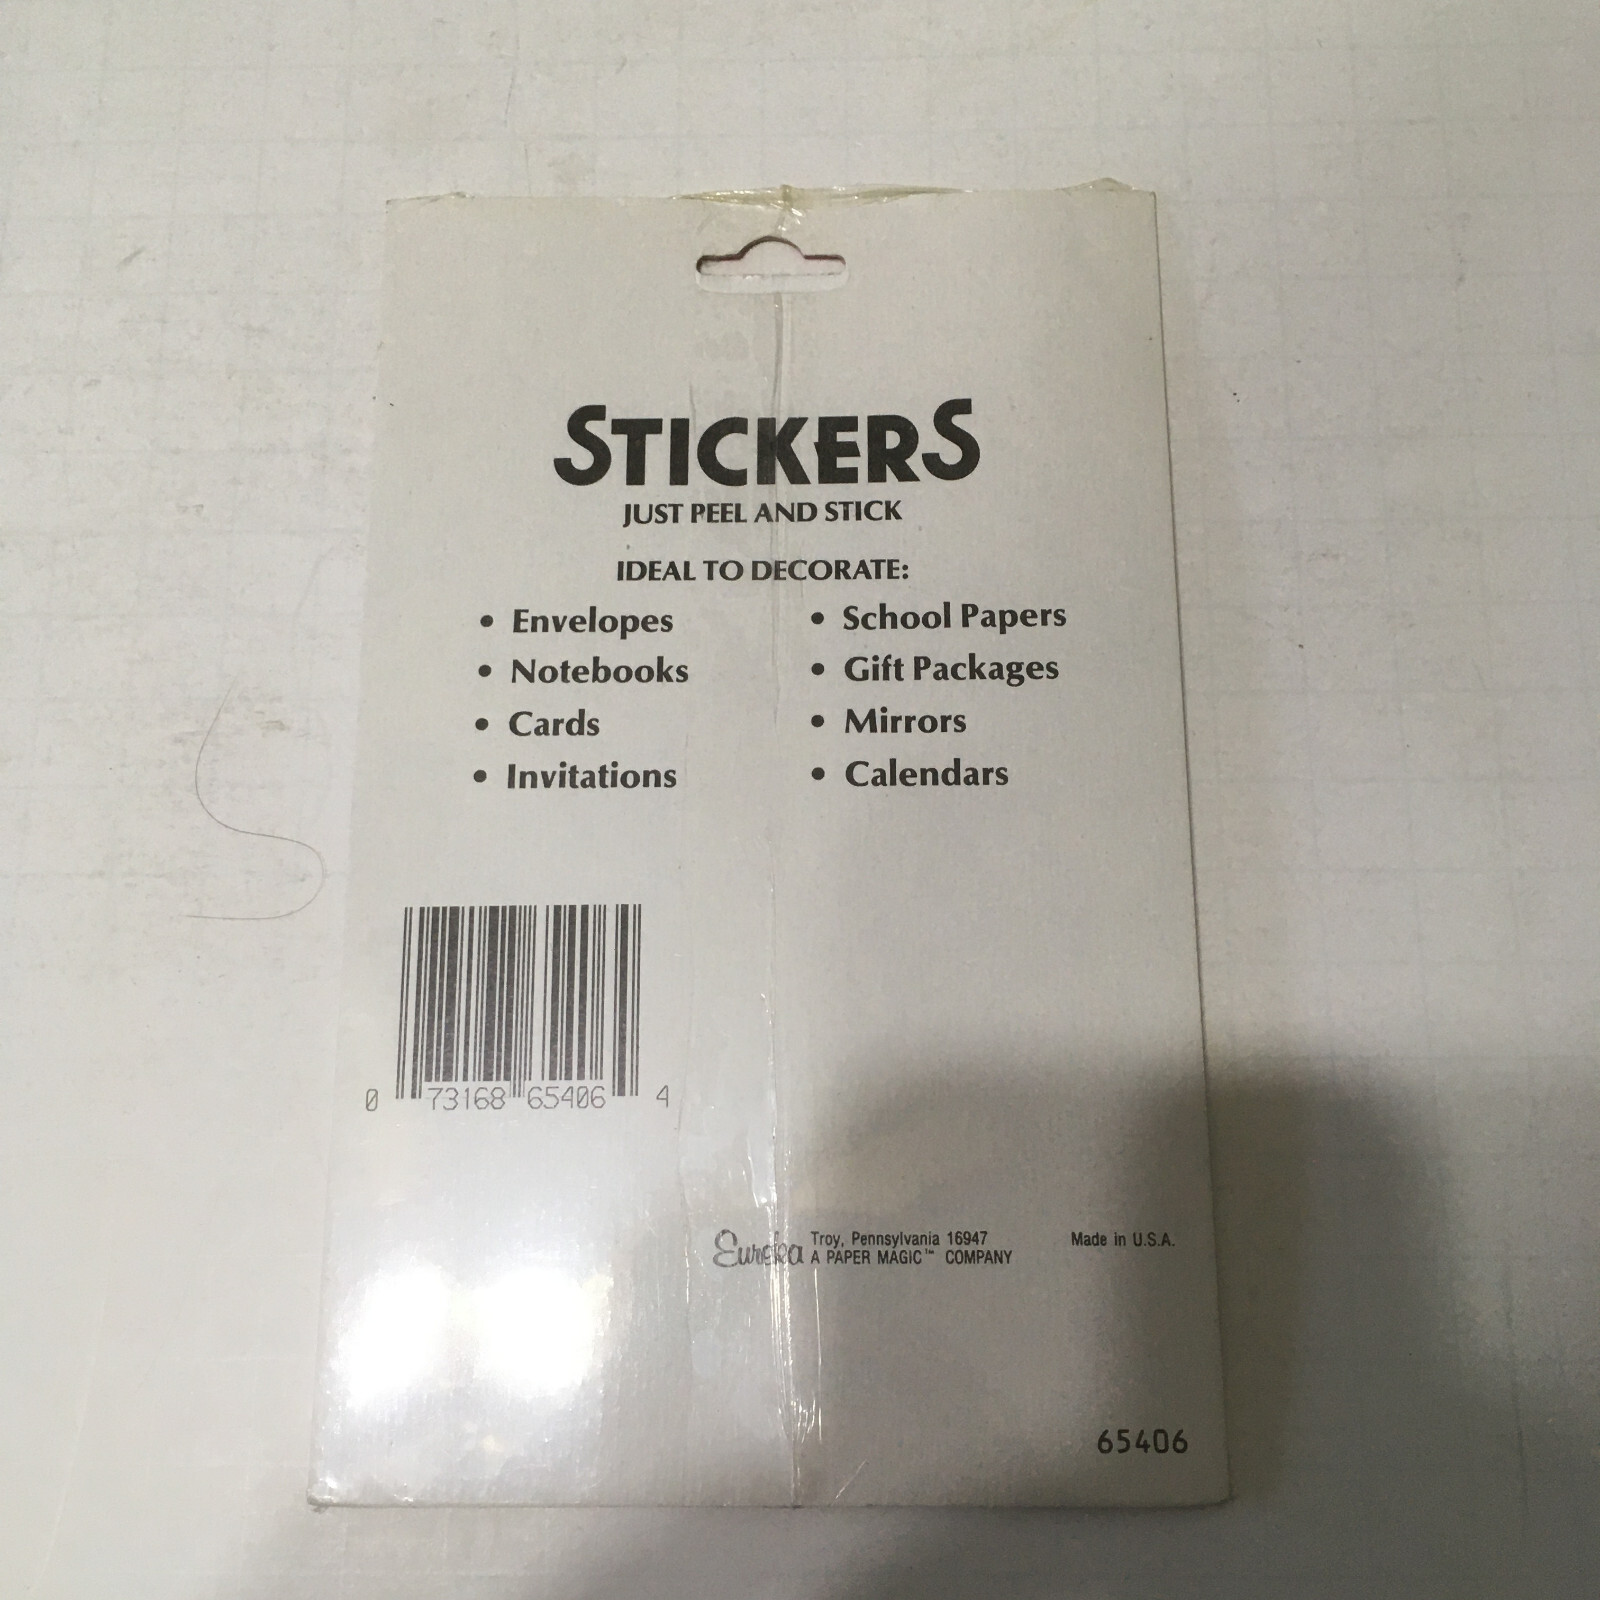 STICKERS
JUST PEEL AND STICK
IDEAL TO DECORATE:
• Envelopes
• Notebooks
• Cards
• Invitations
• School Papers
• Gift Packages
• Mirrors
• Calendars
0 73168 65406 4
Eureka Troy, Pennsylvania 16947
A PAPER MAGIC™ COMPANY
Made in U.S.A.
65406